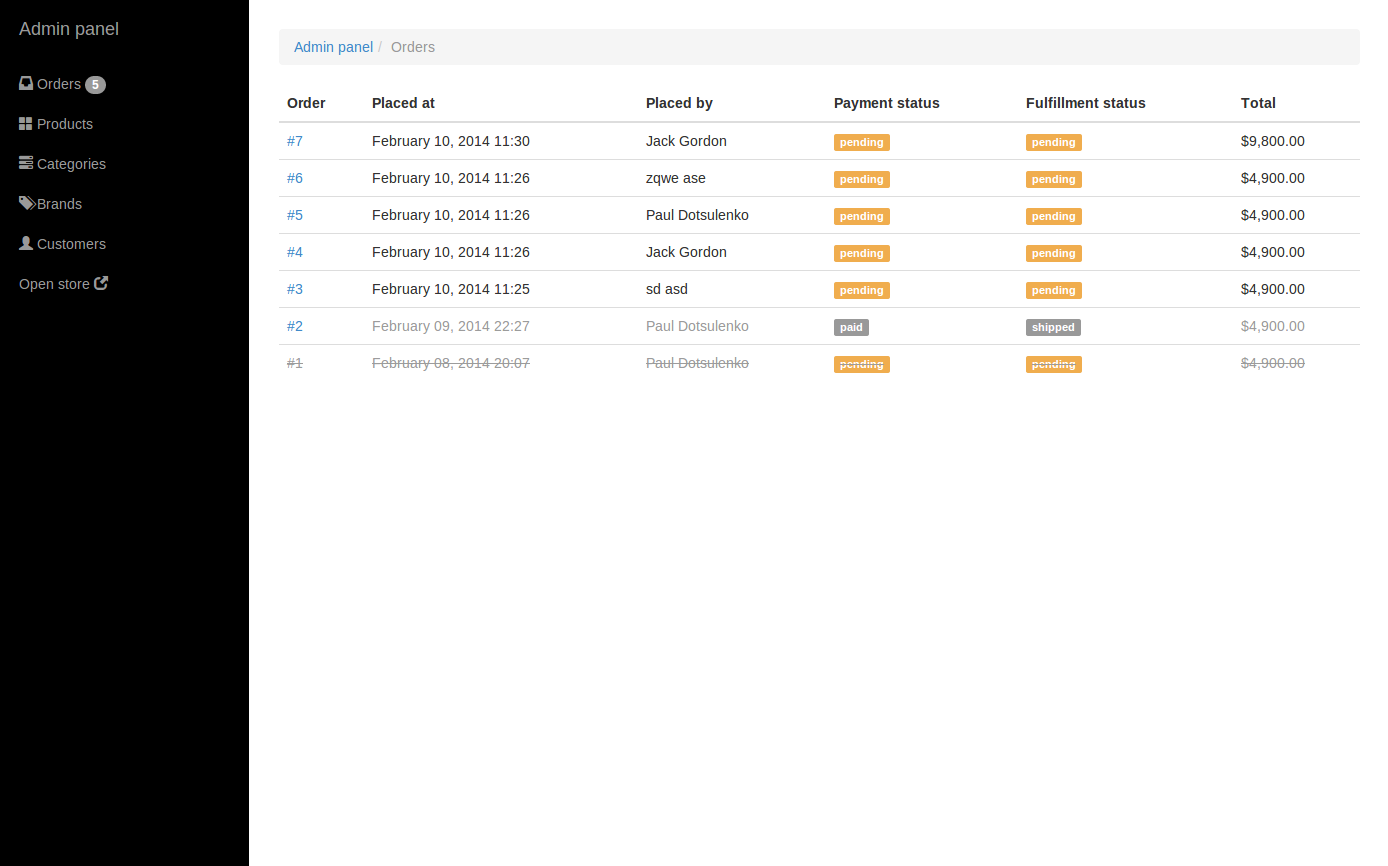 Admin panel
Orders 5
Products
Categories
Brands
Customers
Open store
Admin panel / Orders
Order Placed at Placed by Payment status Fulfillment status Total
#7 February 10, 2014 11:30 Jack Gordon pending pending $9,800.00
#6 February 10, 2014 11:26 zqwe ase pending pending $4,900.00
#5 February 10, 2014 11:26 Paul Dotsulenko pending pending $4,900.00
#4 February 10, 2014 11:26 Jack Gordon pending pending $4,900.00
#3 February 10, 2014 11:25 sd asd pending pending $4,900.00
#2 February 09, 2014 22:27 Paul Dotsulenko paid shipped $4,900.00
#1 February 08, 2014 20:07 Paul Dotsulenko pending pending $4,900.00